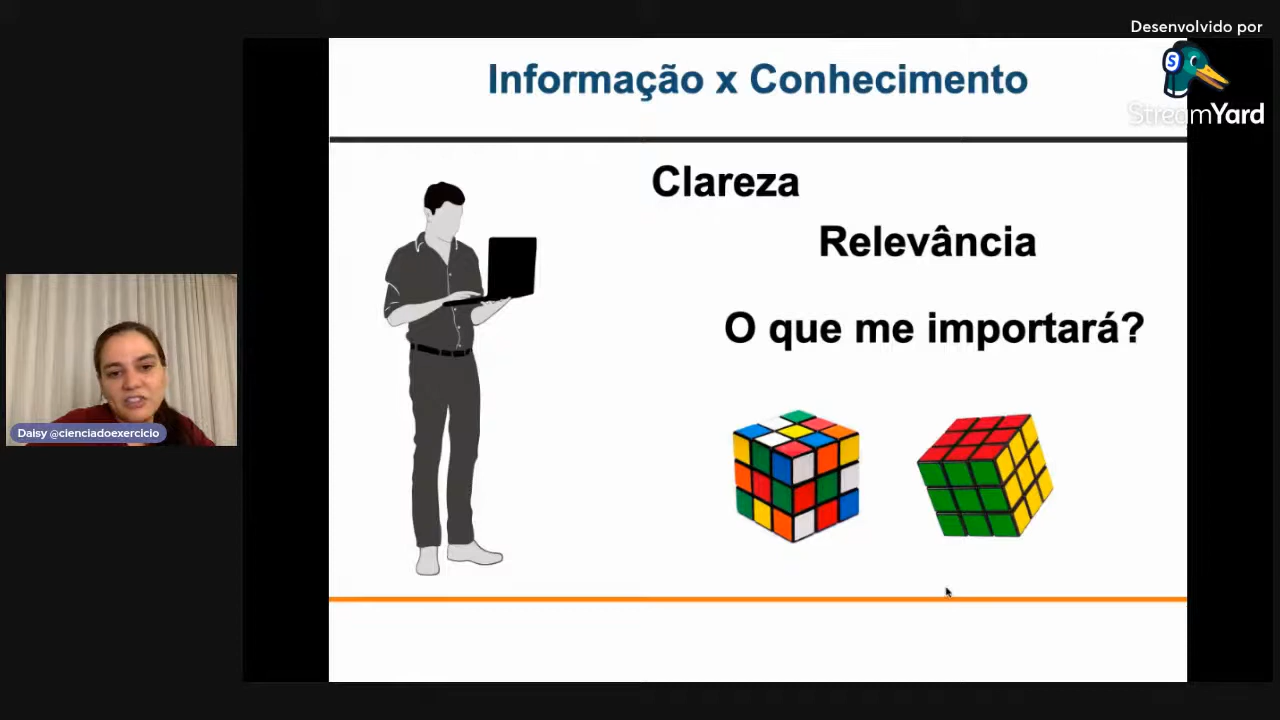 Desenvolvido por
S
StreamYard
Informação x Conhecimento
Clareza
Relevância
O que me importará?
Daisy @cienciadoexercicio